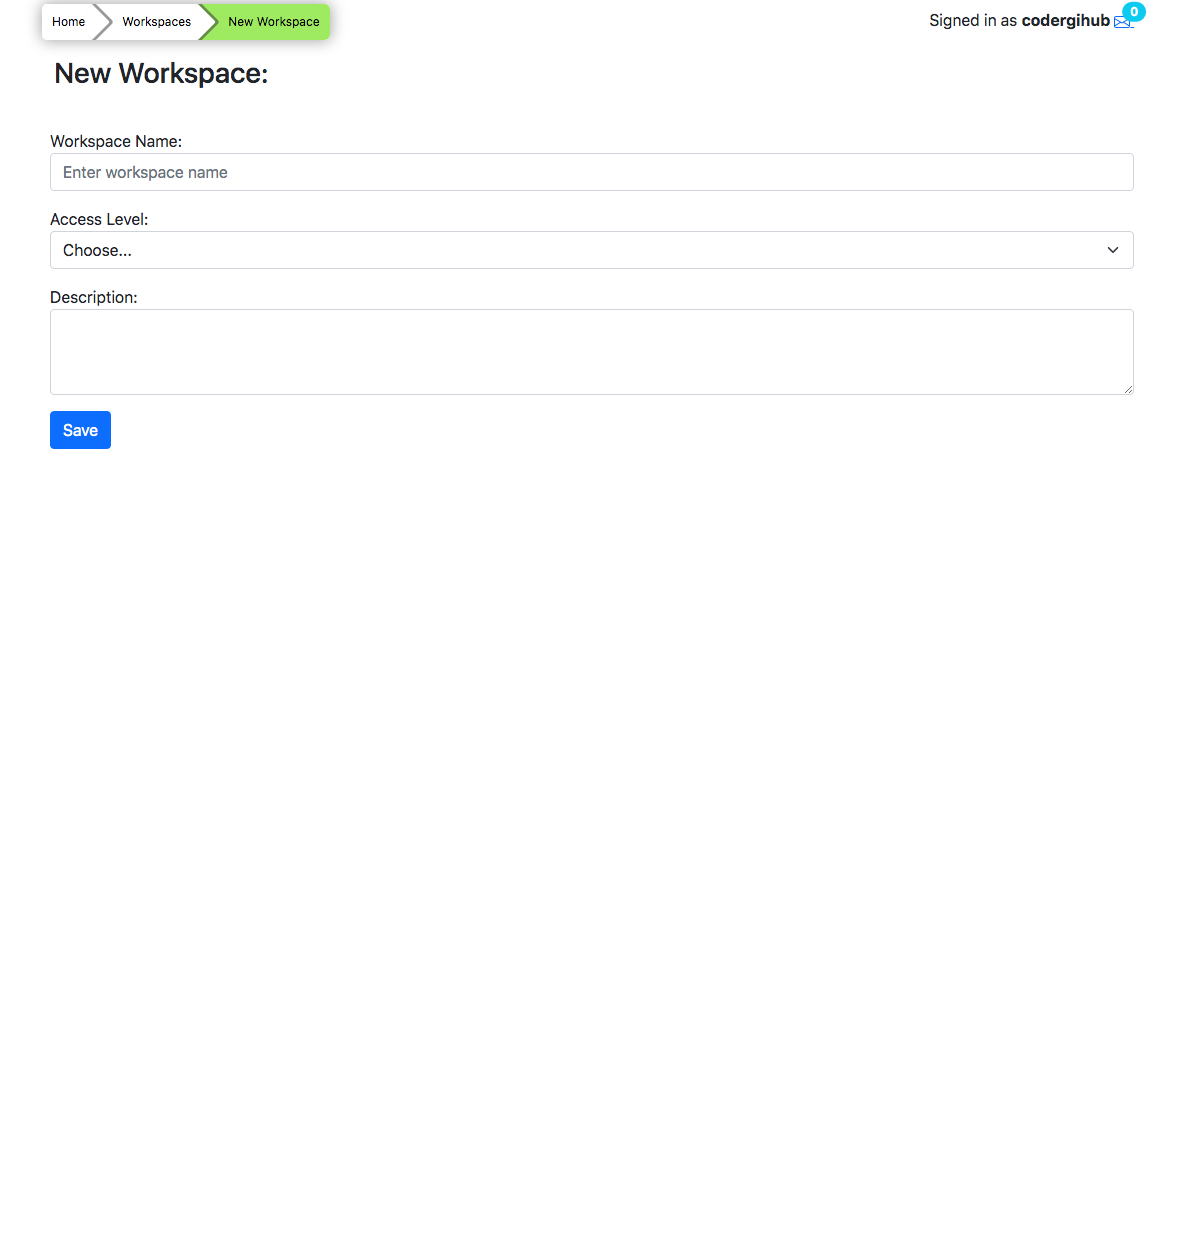 Home Workspaces New Workspace
Signed in as codergihub 0
New Workspace:
Workspace Name:
Enter workspace name
Access Level:
Choose...
Description:
Save